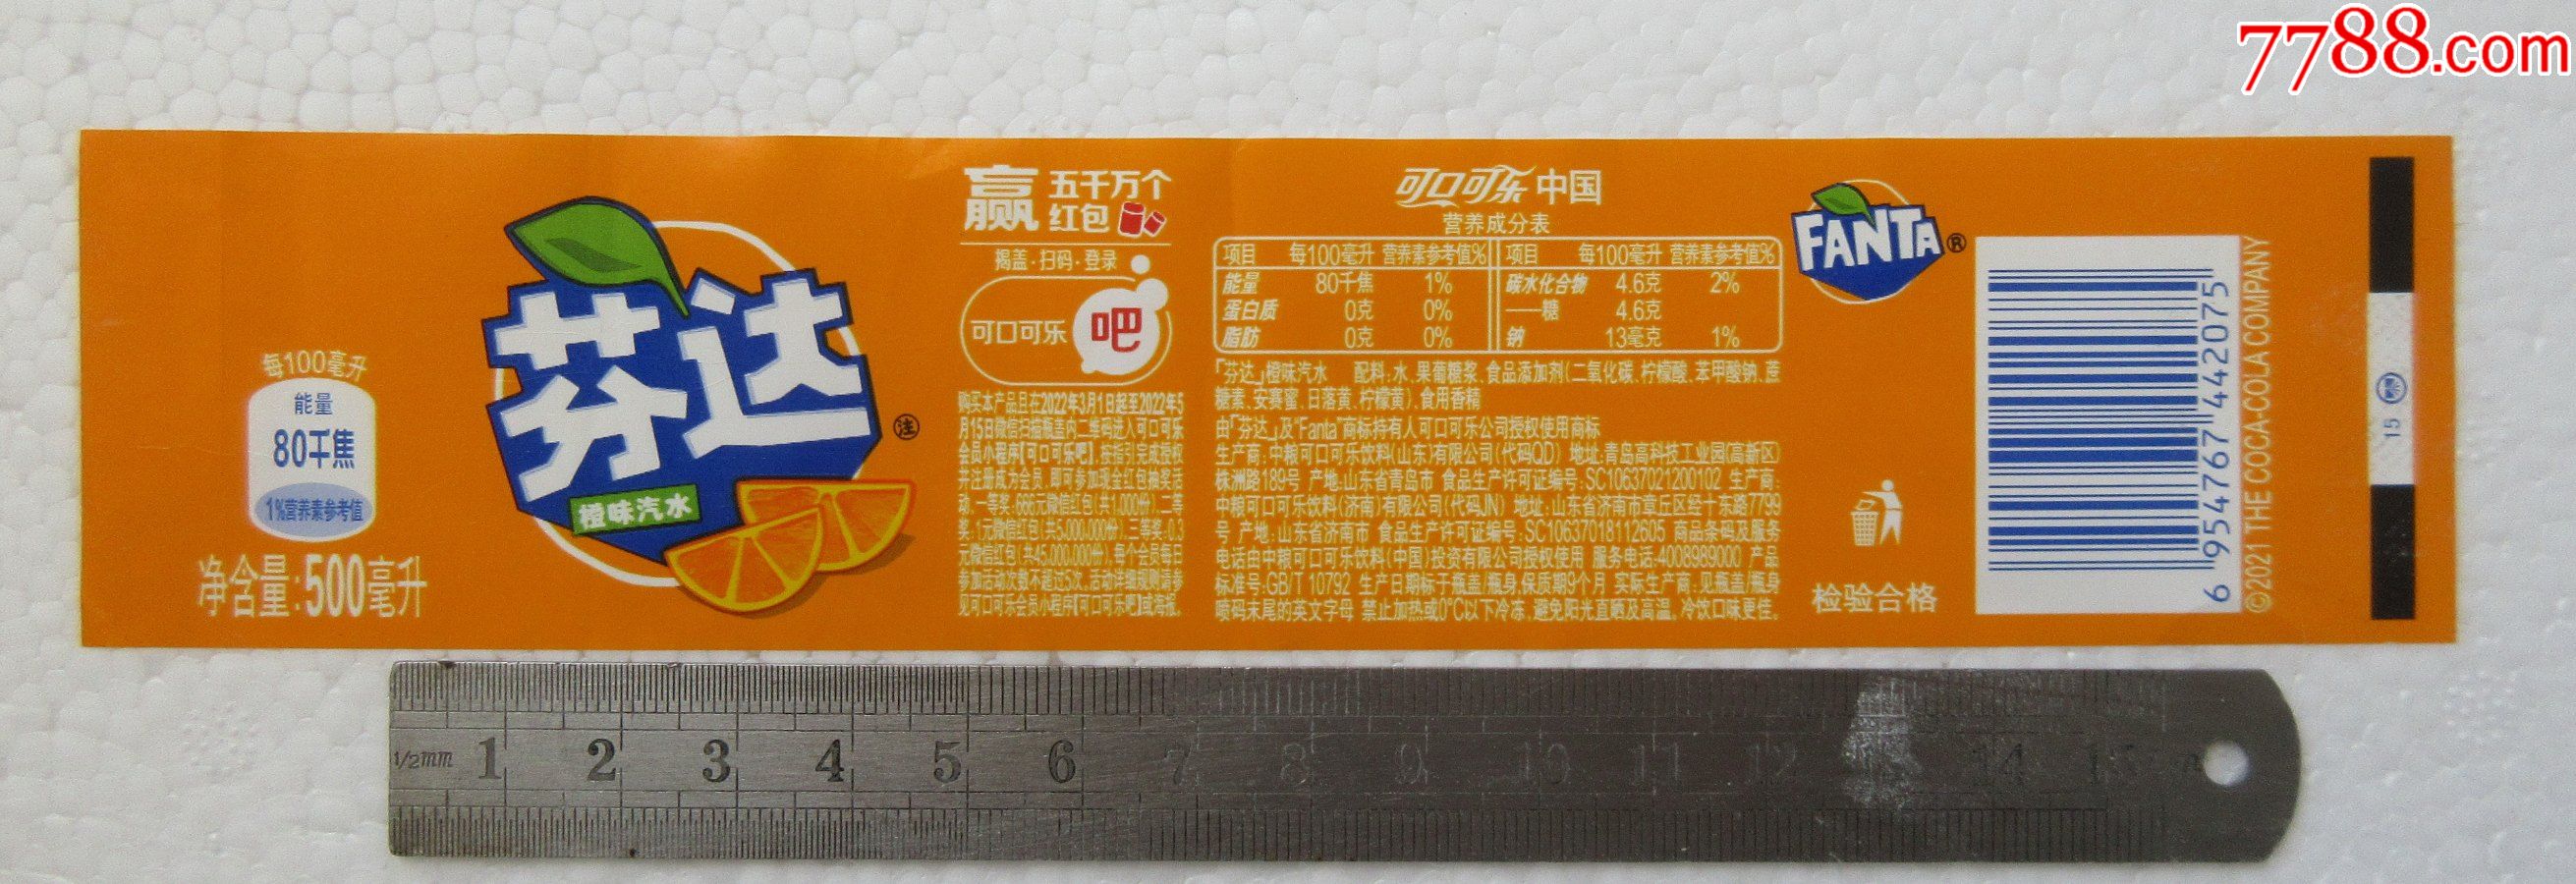 7788.com
每100毫升
能量
80千焦
1%营养素参考值
净含量:500毫升
芬达
注
橙味汽水
赢 五千万个
红包
揭盖·扫码·登录
可口可乐 吧
购买本产品且在2022年3月1日起至2022年5
月15日微信扫描瓶盖内二维码进入可口可乐
会员小程序【可口可乐吧】,按指引完成授权
并注册成为会员,即可参加现金红包抽奖活
动,一等奖:666元微信红包(共1,000份),二等
奖:1元微信红包(共5,000,000份),三等奖:0.3
元微信红包(共45,000,000份),每个会员每日
参加活动次数不超过5次,活动详细规则请参
见可口可乐会员小程序【可口可乐吧】或海报。
可口可乐 中国
营养成分表
项目 每100毫升 营养素参考值% 项目 每100毫升 营养素参考值%
能量 80千焦 1% 碳水化合物 4.6克 2%
蛋白质 0克 0% ——糖 4.6克
脂肪 0克 0% 钠 13毫克 1%
「芬达」橙味汽水 配料:水、果葡糖浆、食品添加剂(二氧化碳、柠檬酸、苯甲酸钠、蔗
糖素、安赛蜜、日落黄、柠檬黄)、食用香精
由「芬达」及“Fanta”商标持有人可口可乐公司授权使用商标
生产商:中粮可口可乐饮料(山东)有限公司(代码QD) 地址:青岛高科技工业园(高新区)
株洲路189号 产地:山东省青岛市 食品生产许可证编号:SC10637021200102 生产商:
中粮可口可乐饮料(济南)有限公司(代码JN) 地址:山东省济南市章丘区经十东路7799
号 产地:山东省济南市 食品生产许可证编号:SC10637018112605 商品条码及服务
电话由中粮可口可乐饮料(中国)投资有限公司授权使用 服务电话:4008989000 产品
标准号:GB/T 10792 生产日期标于瓶盖/瓶身,保质期9个月 实际生产商:见瓶盖/瓶身
喷码末尾的英文字母 禁止加热或0°C以下冷冻,避免阳光直晒及高温。冷饮口味更佳。
FANTA®
检验合格
6 954767 442075
©2021 THE COCA-COLA COMPANY
15
1/2mm 1 2 3 4 5 6 7 8 9 10 11 12 14 15